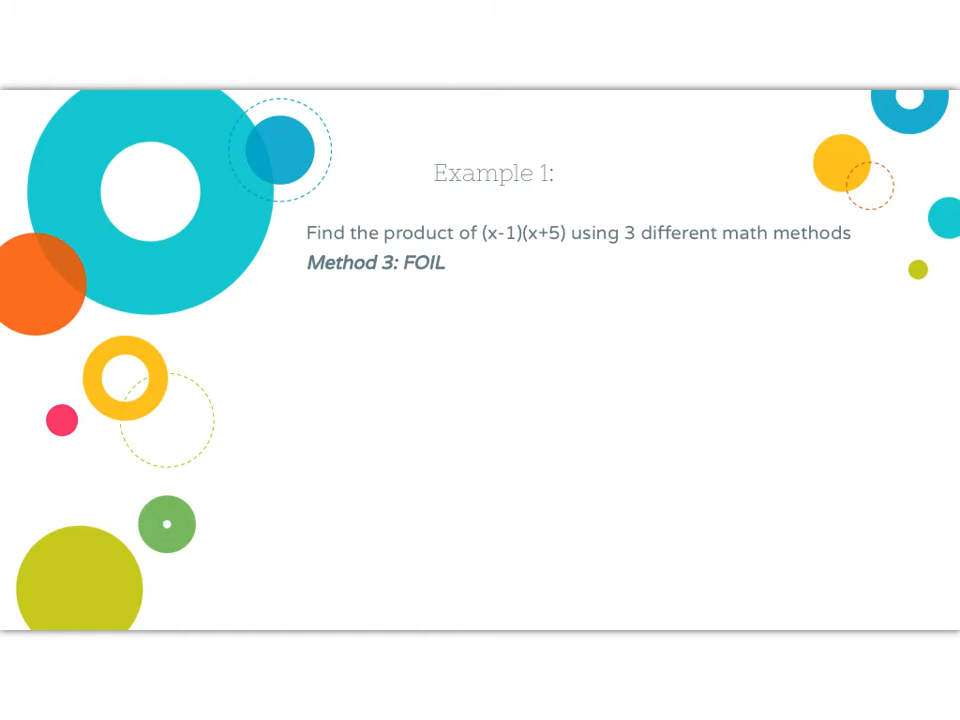 Example 1:
Find the product of (x-1)(x+5) using 3 different math methods
Method 3: FOIL